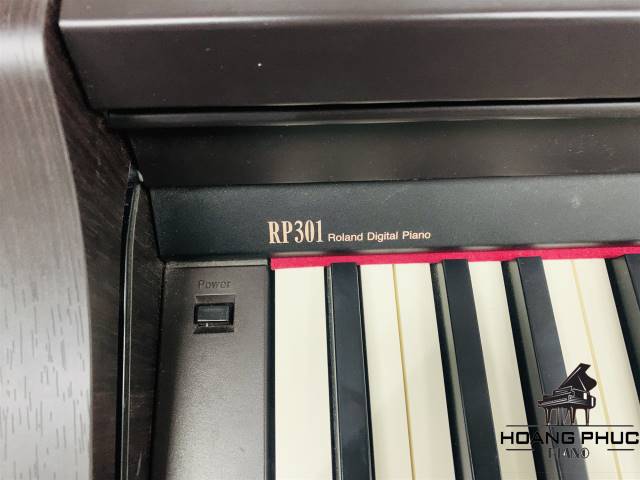 RP301 Roland Digital Piano
Power
HOANG PHUC
PIANO